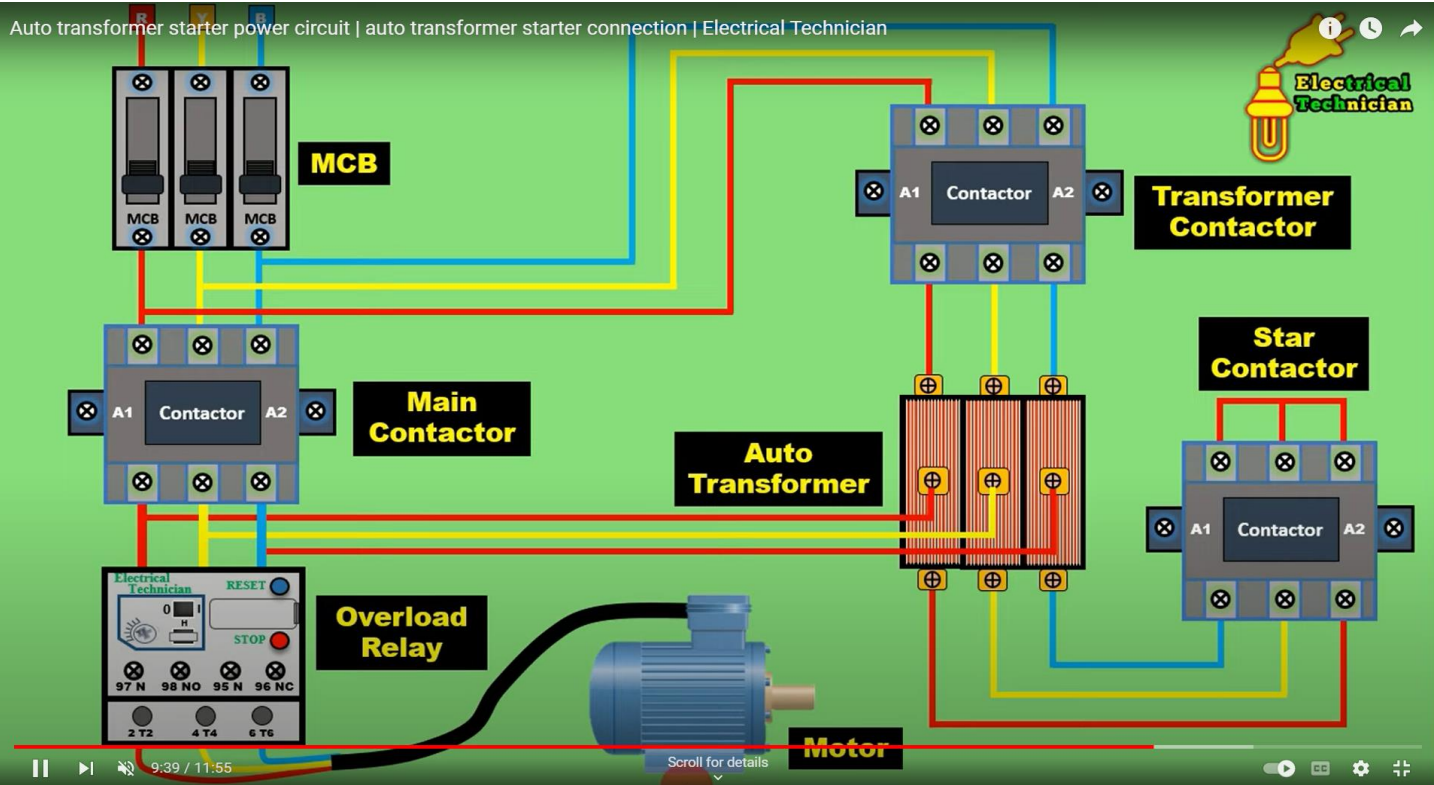 R Y B
Auto transformer starter power circuit | auto transformer starter connection | Electrical Technician
Electrical
Technician
MCB
MCB MCB MCB
A1 Contactor A2
Transformer
Contactor
Star
Contactor
A1 Contactor A2
Main
Contactor
Auto
Transformer
A1 Contactor A2
Electrical
Technician
RESET
0 I
H
STOP
97 N 98 NO 95 N 96 NC
2 T2 4 T4 6 T6
Overload
Relay
Motor
9:39 / 11:55
Scroll for details
CC